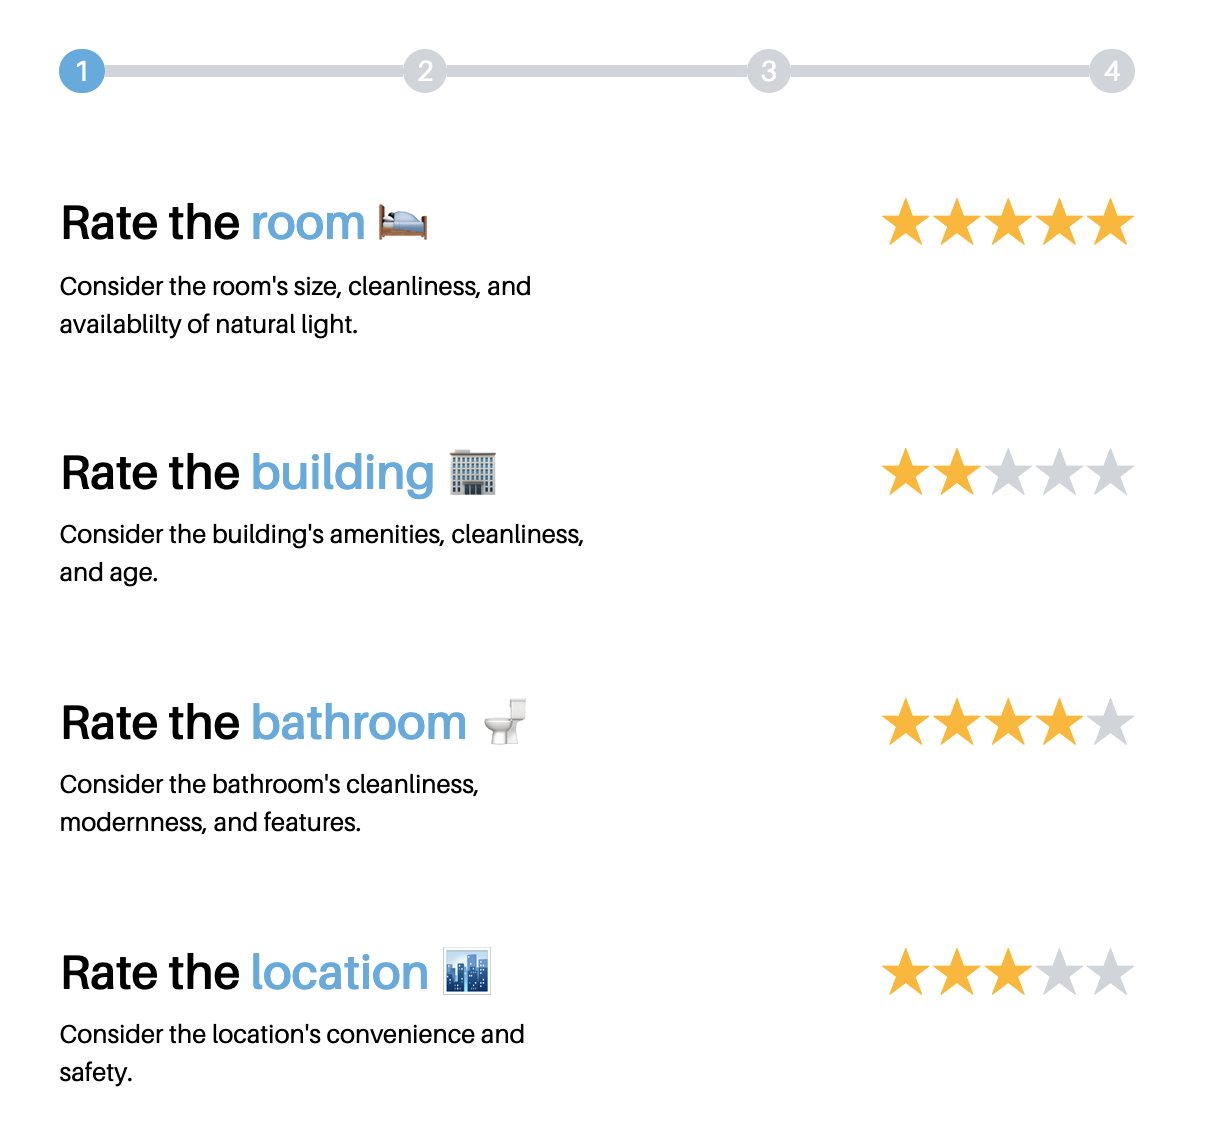 1 2 3 4
Rate the room
Consider the room's size, cleanliness, and
availablilty of natural light.
Rate the building
Consider the building's amenities, cleanliness,
and age.
Rate the bathroom
Consider the bathroom's cleanliness,
modernness, and features.
Rate the location
Consider the location's convenience and
safety.